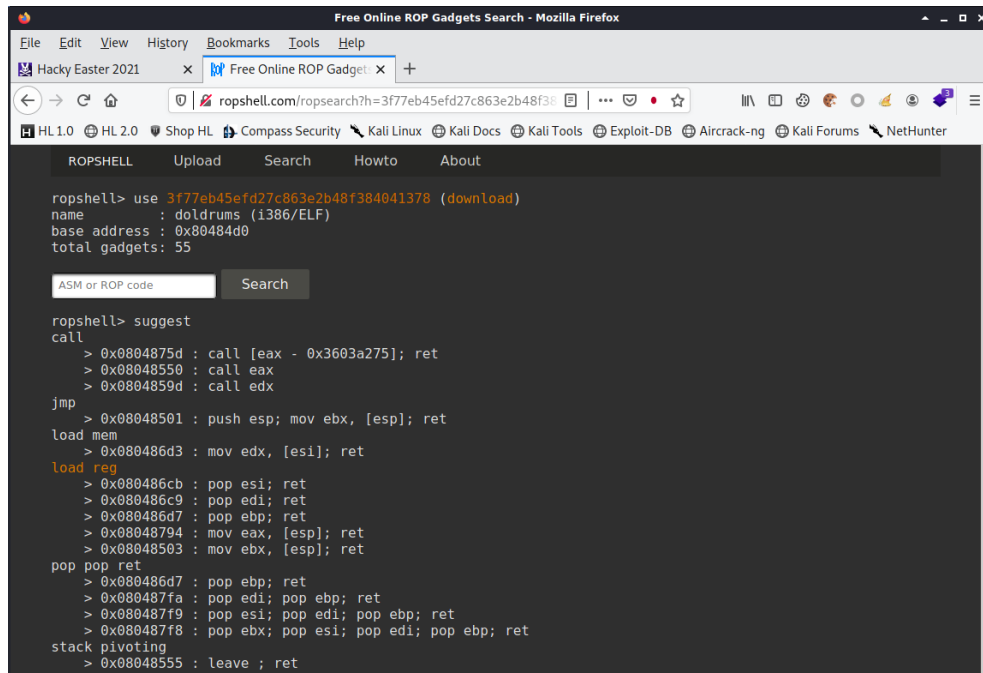 Free Online ROP Gadgets Search - Mozilla Firefox
File Edit View History Bookmarks Tools Help
Hacky Easter 2021 Free Online ROP Gadget
ropshell.com/ropsearch?h=3f77eb45efd27c863e2b48f38
3
HL 1.0 HL 2.0 Shop HL Compass Security Kali Linux Kali Docs Kali Tools Exploit-DB Aircrack-ng Kali Forums NetHunter
ROPSHELL Upload Search Howto About
ropshell> use 3f77eb45efd27c863e2b48f384041378 (download)
name : doldrums (i386/ELF)
base address : 0x80484d0
total gadgets: 55
ASM or ROP code Search
ropshell> suggest
call
> 0x0804875d : call [eax - 0x3603a275]; ret
> 0x08048550 : call eax
> 0x0804859d : call edx
jmp
> 0x08048501 : push esp; mov ebx, [esp]; ret
load mem
> 0x080486d3 : mov edx, [esi]; ret
load reg
> 0x080486cb : pop esi; ret
> 0x080486c9 : pop edi; ret
> 0x080486d7 : pop ebp; ret
> 0x08048794 : mov eax, [esp]; ret
> 0x08048503 : mov ebx, [esp]; ret
pop pop ret
> 0x080486d7 : pop ebp; ret
> 0x080487fa : pop edi; pop ebp; ret
> 0x080487f9 : pop esi; pop edi; pop ebp; ret
> 0x080487f8 : pop ebx; pop esi; pop edi; pop ebp; ret
stack pivoting
> 0x08048555 : leave ; ret